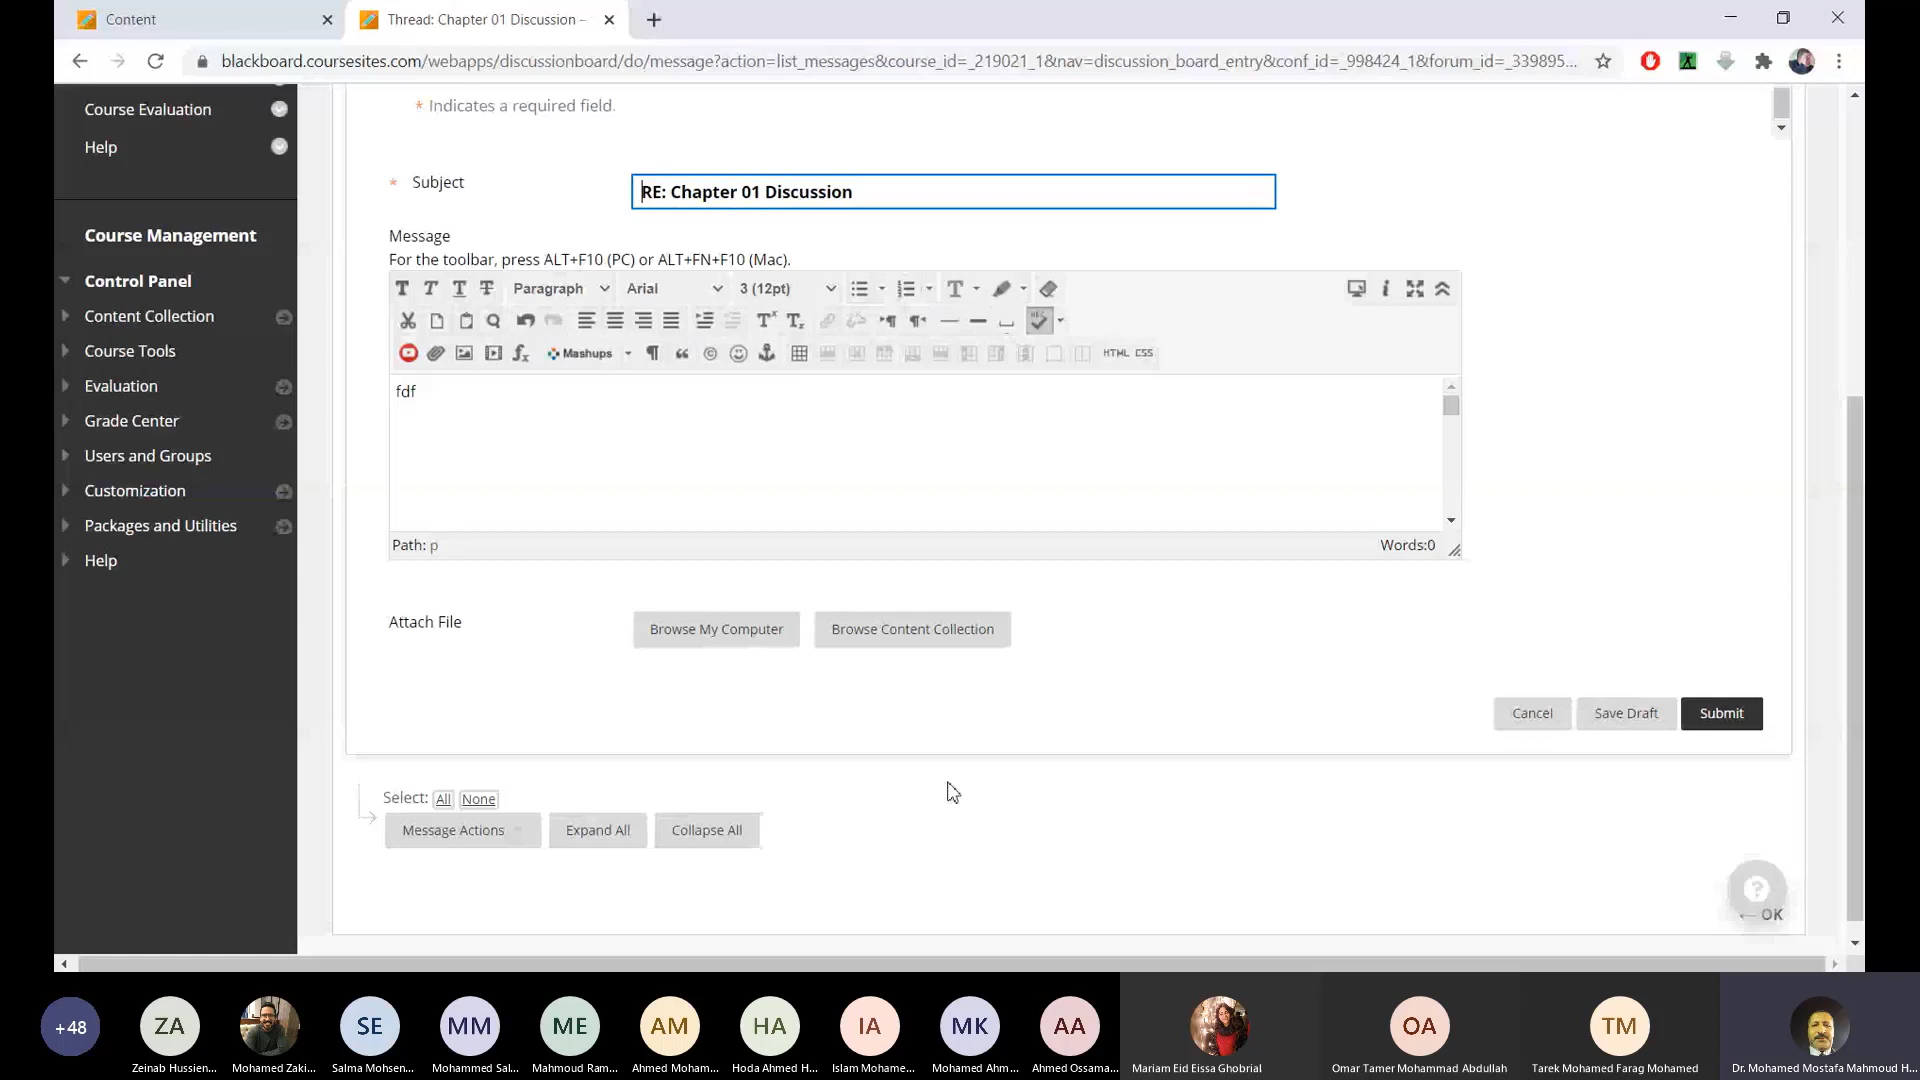 Content
Thread: Chapter 01 Discussion –
blackboard.coursesites.com/webapps/discussionboard/do/message?action=list_messages&course_id=_219021_1&nav=discussion_board_entry&conf_id=_998424_1&forum_id=_339895...
Course Evaluation
Help
Course Management
Control Panel
Content Collection
Course Tools
Evaluation
Grade Center
Users and Groups
Customization
Packages and Utilities
Help
* Indicates a required field.
* Subject
RE: Chapter 01 Discussion
Message
For the toolbar, press ALT+F10 (PC) or ALT+FN+F10 (Mac).
T T T T Paragraph Arial 3 (12pt) T
Mashups HTML CSS
fdf
Path: p
Words:0
Attach File
Browse My Computer
Browse Content Collection
Cancel
Save Draft
Submit
Select: All None
Message Actions
Expand All
Collapse All
← OK
+48
ZA
SE
MM
ME
AM
HA
IA
MK
AA
OA
TM
Zeinab Hussien...
Mohamed Zaki...
Salma Mohsen...
Mohammed Sal...
Mahmoud Ram...
Ahmed Moham...
Hoda Ahmed H...
Islam Mohame...
Mohamed Ahm...
Ahmed Ossama...
Mariam Eid Eissa Ghobrial
Omar Tamer Mohammad Abdullah
Tarek Mohamed Farag Mohamed
Dr. Mohamed Mostafa Mahmoud H...